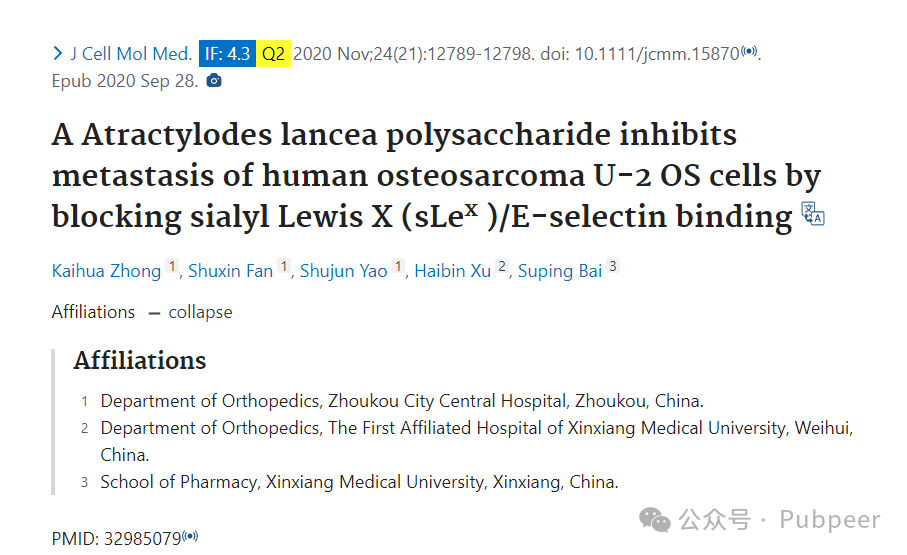 J Cell Mol Med. IF: 4.3 Q2 2020 Nov;24(21):12789-12798. doi: 10.1111/jcmm.15870.
Epub 2020 Sep 28.
A Atractylodes lancea polysaccharide inhibits
metastasis of human osteosarcoma U-2 OS cells by
blocking sialyl Lewis X (sLeˣ )/E-selectin binding
Kaihua Zhong 1, Shuxin Fan 1, Shujun Yao 1, Haibin Xu 2, Suping Bai 3
Affiliations — collapse
Affiliations
1 Department of Orthopedics, Zhoukou City Central Hospital, Zhoukou, China.
2 Department of Orthopedics, The First Affiliated Hospital of Xinxiang Medical University, Weihui,
China.
3 School of Pharmacy, Xinxiang Medical University, Xinxiang, China.
公众号 · Pubpeer
PMID: 32985079